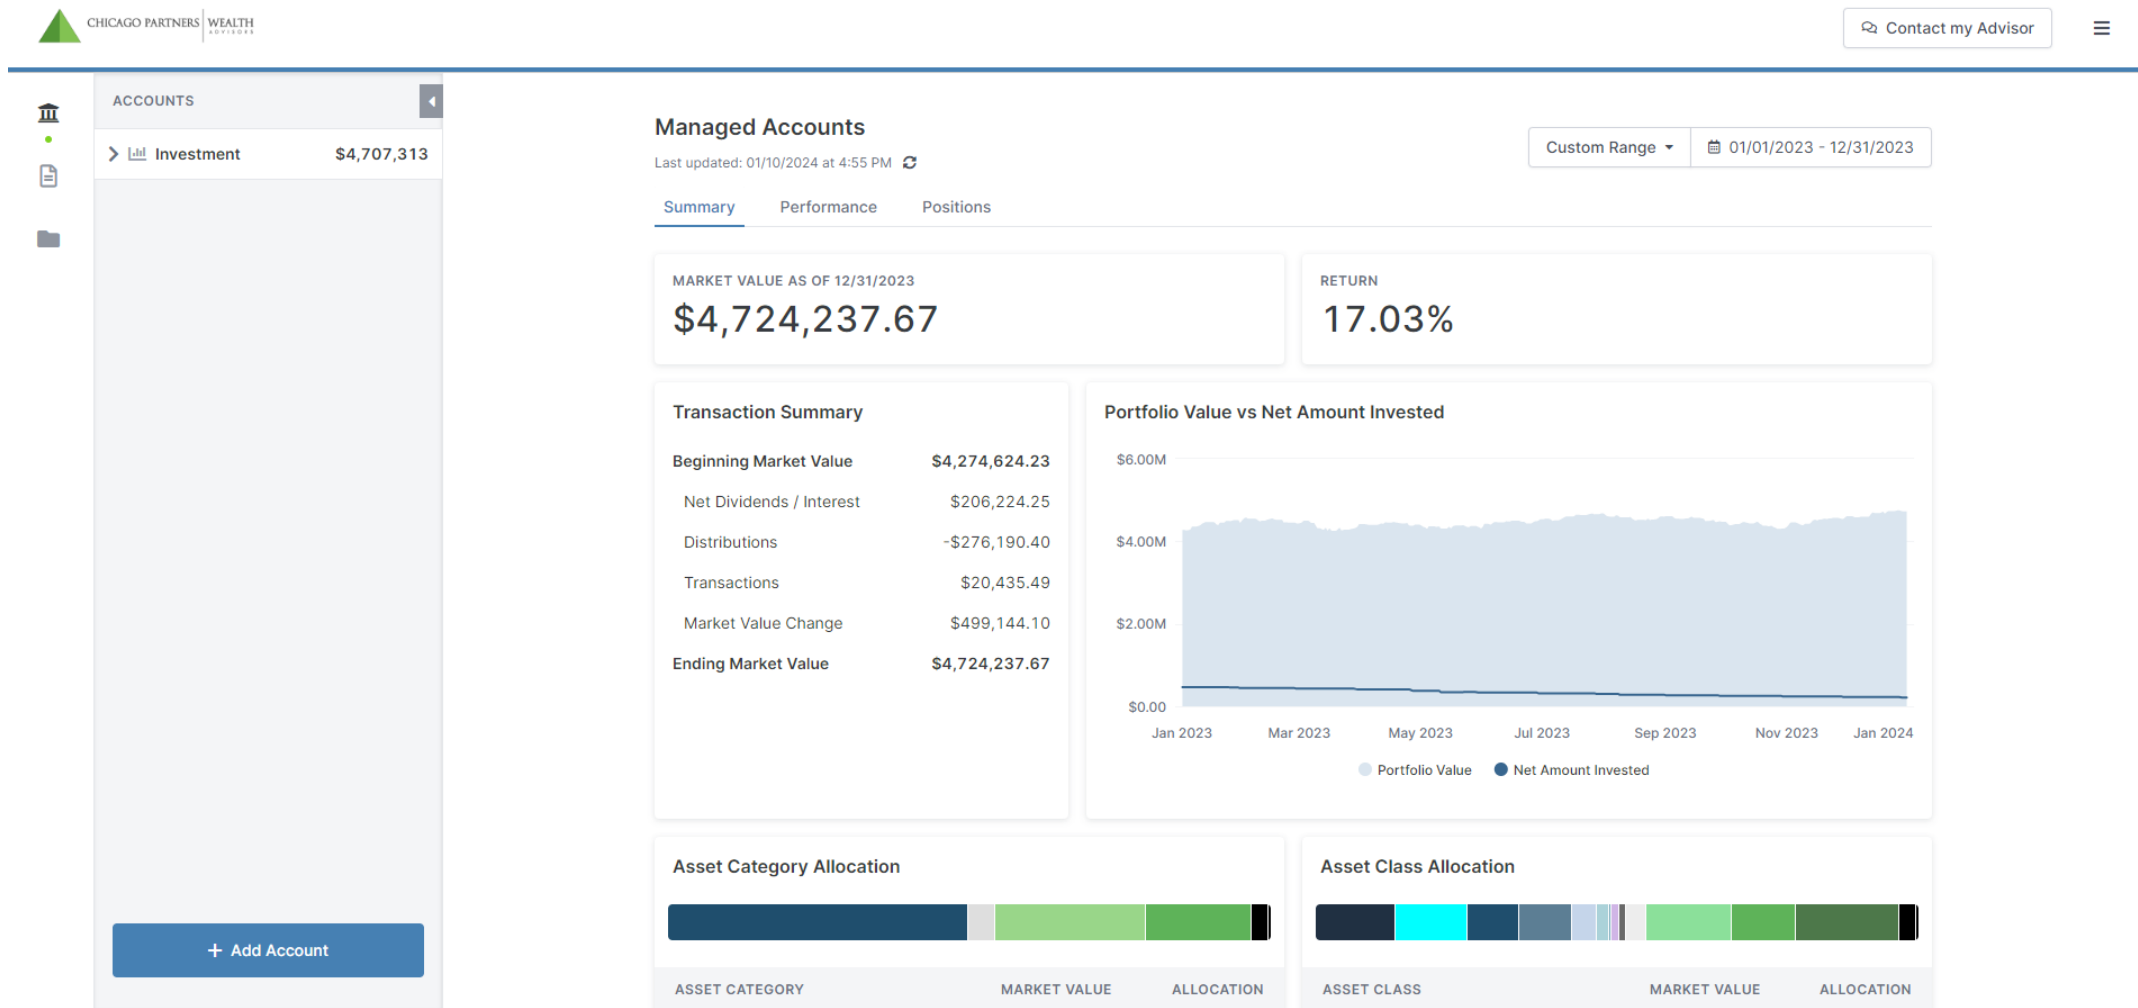 CHICAGO PARTNERS WEALTH
ADVISORS
Contact my Advisor
ACCOUNTS
Investment $4,707,313
Add Account
Managed Accounts
Last updated: 01/10/2024 at 4:55 PM
Custom Range 01/01/2023 - 12/31/2023
Summary Performance Positions
MARKET VALUE AS OF 12/31/2023
$4,724,237.67
RETURN
17.03%
Transaction Summary
Beginning Market Value $4,274,624.23
Net Dividends / Interest $206,224.25
Distributions -$276,190.40
Transactions $20,435.49
Market Value Change $499,144.10
Ending Market Value $4,724,237.67
Portfolio Value vs Net Amount Invested
$6.00M
$4.00M
$2.00M
$0.00
Jan 2023 Mar 2023 May 2023 Jul 2023 Sep 2023 Nov 2023 Jan 2024
Portfolio Value Net Amount Invested
Asset Category Allocation
ASSET CATEGORY MARKET VALUE ALLOCATION
Asset Class Allocation
ASSET CLASS MARKET VALUE ALLOCATION